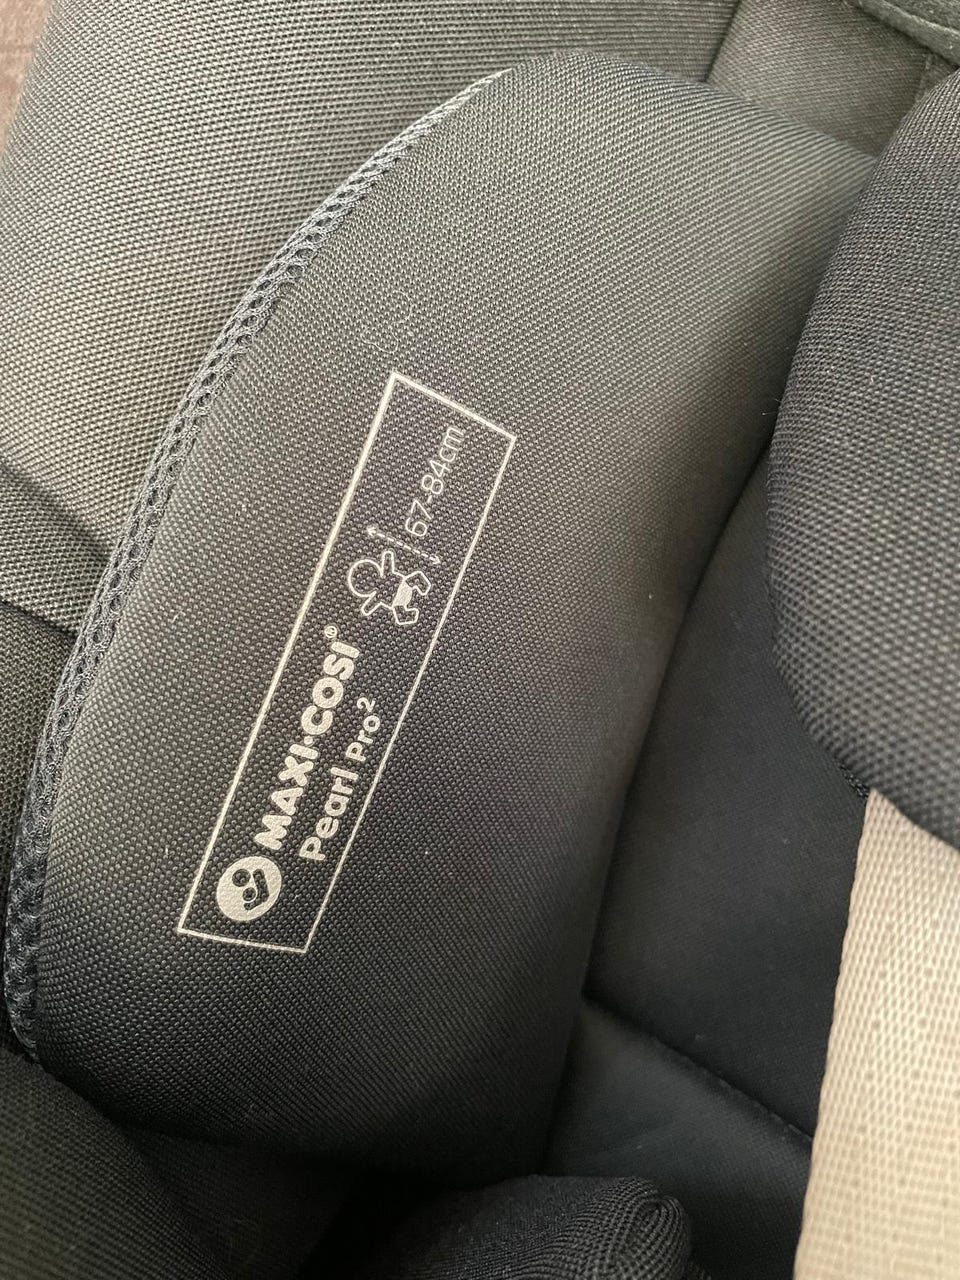 MAXI-COSI®
Pearl Pro²
67-84cm